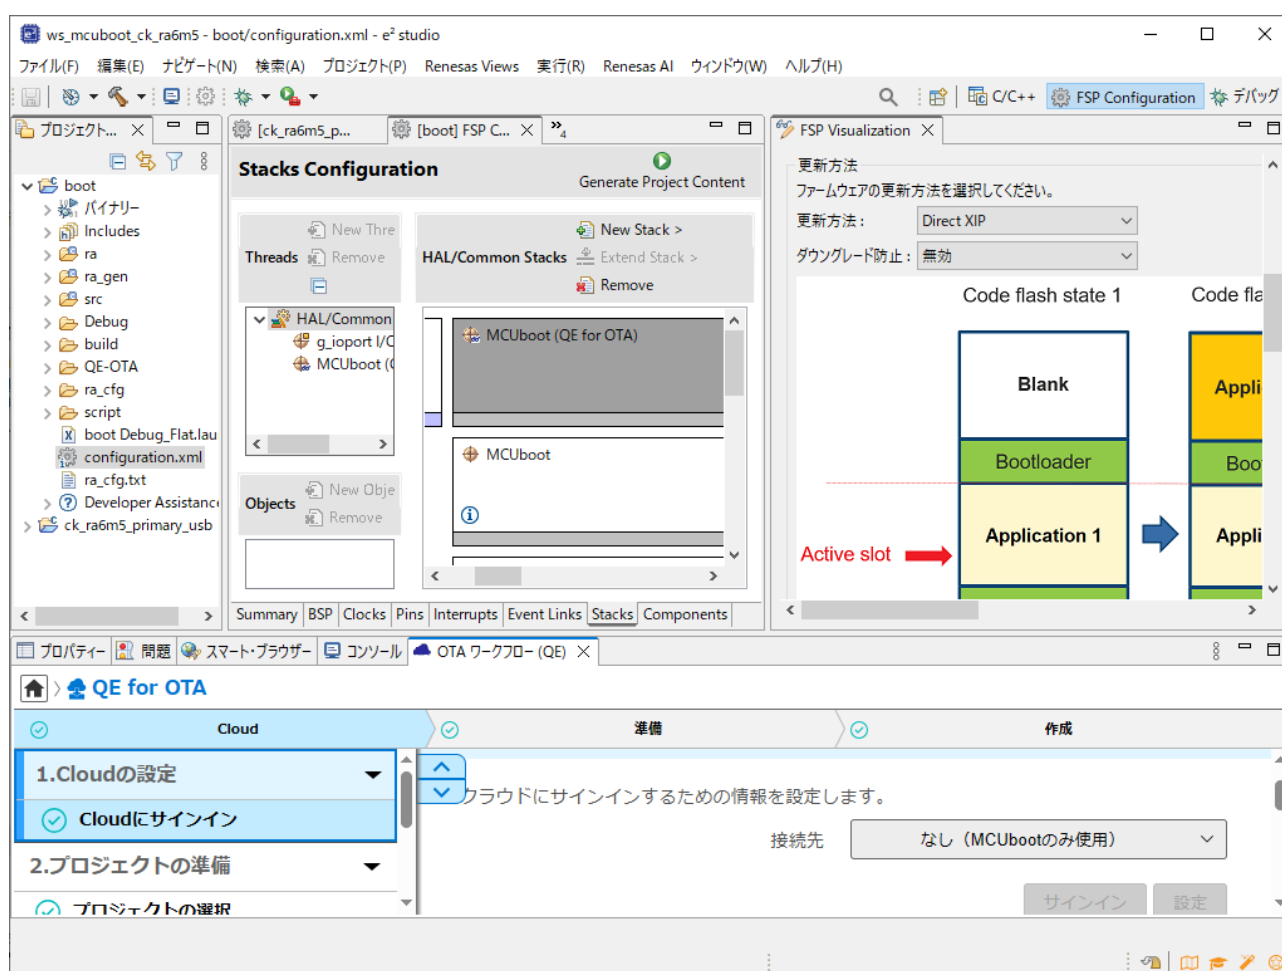 ws_mcuboot_ck_ra6m5 - boot/configuration.xml - e² studio
ファイル(F) 編集(E) ナビゲート(N) 検索(A) プロジェクト(P) Renesas Views 実行(R) Renesas AI ウィンドウ(W) ヘルプ(H)
C/C++ FSP Configuration デバッグ
プロジェクト...
boot
バイナリー
Includes
ra
ra_gen
src
Debug
build
QE-OTA
ra_cfg
script
boot Debug_Flat.lau
configuration.xml
ra_cfg.txt
Developer Assistance
ck_ra6m5_primary_usb
[ck_ra6m5_p... [boot] FSP C... 4
Stacks Configuration
Generate Project Content
Threads
New Thre
Remove
HAL/Common Stacks
New Stack >
Extend Stack >
Remove
HAL/Common
g_ioport I/O
MCUboot (
Objects
New Obje
Remove
MCUboot (QE for OTA)
MCUboot
Summary BSP Clocks Pins Interrupts Event Links Stacks Components
FSP Visualization
更新方法
ファームウェアの更新方法を選択してください。
更新方法： Direct XIP
ダウングレード防止： 無効
Code flash state 1 Code fla
Blank
Appli
Bootloader
Boo
Application 1
Appli
Active slot
プロパティー 問題 スマート・ブラウザー コンソール OTA ワークフロー (QE)
QE for OTA
Cloud 準備 作成
1.Cloudの設定
Cloudにサインイン
2.プロジェクトの準備
プロジェクトの選択
クラウドにサインインするための情報を設定します。
接続先 なし（MCUbootのみ使用）
サインイン 設定